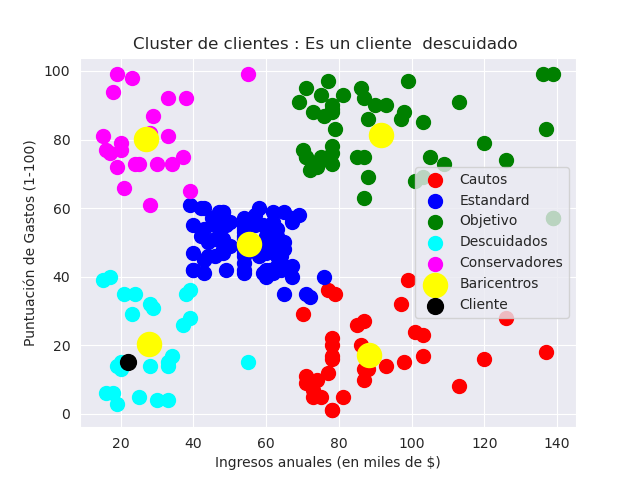 Cluster de clientes : Es un cliente  descuidado
Puntuación de Gastos (1-100)
100
80
60
40
20
0
Cautos
Estandard
Objetivo
Descuidados
Conservadores
Baricentros
Cliente
20 40 60 80 100 120 140
Ingresos anuales (en miles de $)